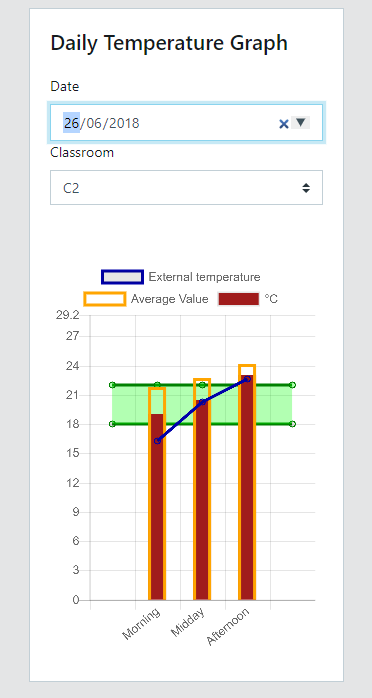 Daily Temperature Graph
Date
26/06/2018
Classroom
C2
External temperature
Average Value °C
29.2
27
24
21
18
15
12
9
6
3
0
Morning
Midday
Afternoon